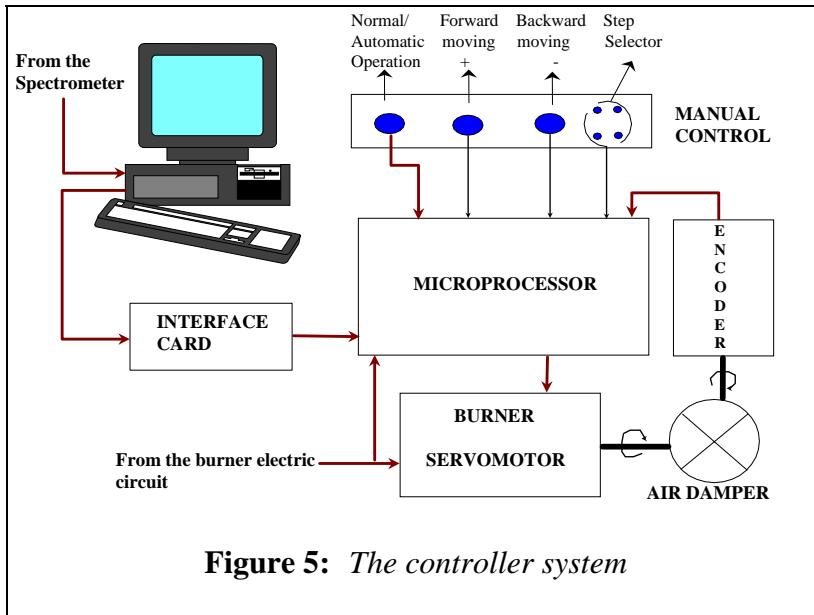 Normal/
Automatic
Operation
Forward
moving
+
Backward
moving
-
Step
Selector
From the
Spectrometer
MANUAL
CONTROL
MICROPROCESSOR
ENCODER
INTERFACE
CARD
BURNER
SERVOMOTOR
From the burner electric
circuit
AIR DAMPER
Figure 5: The controller system